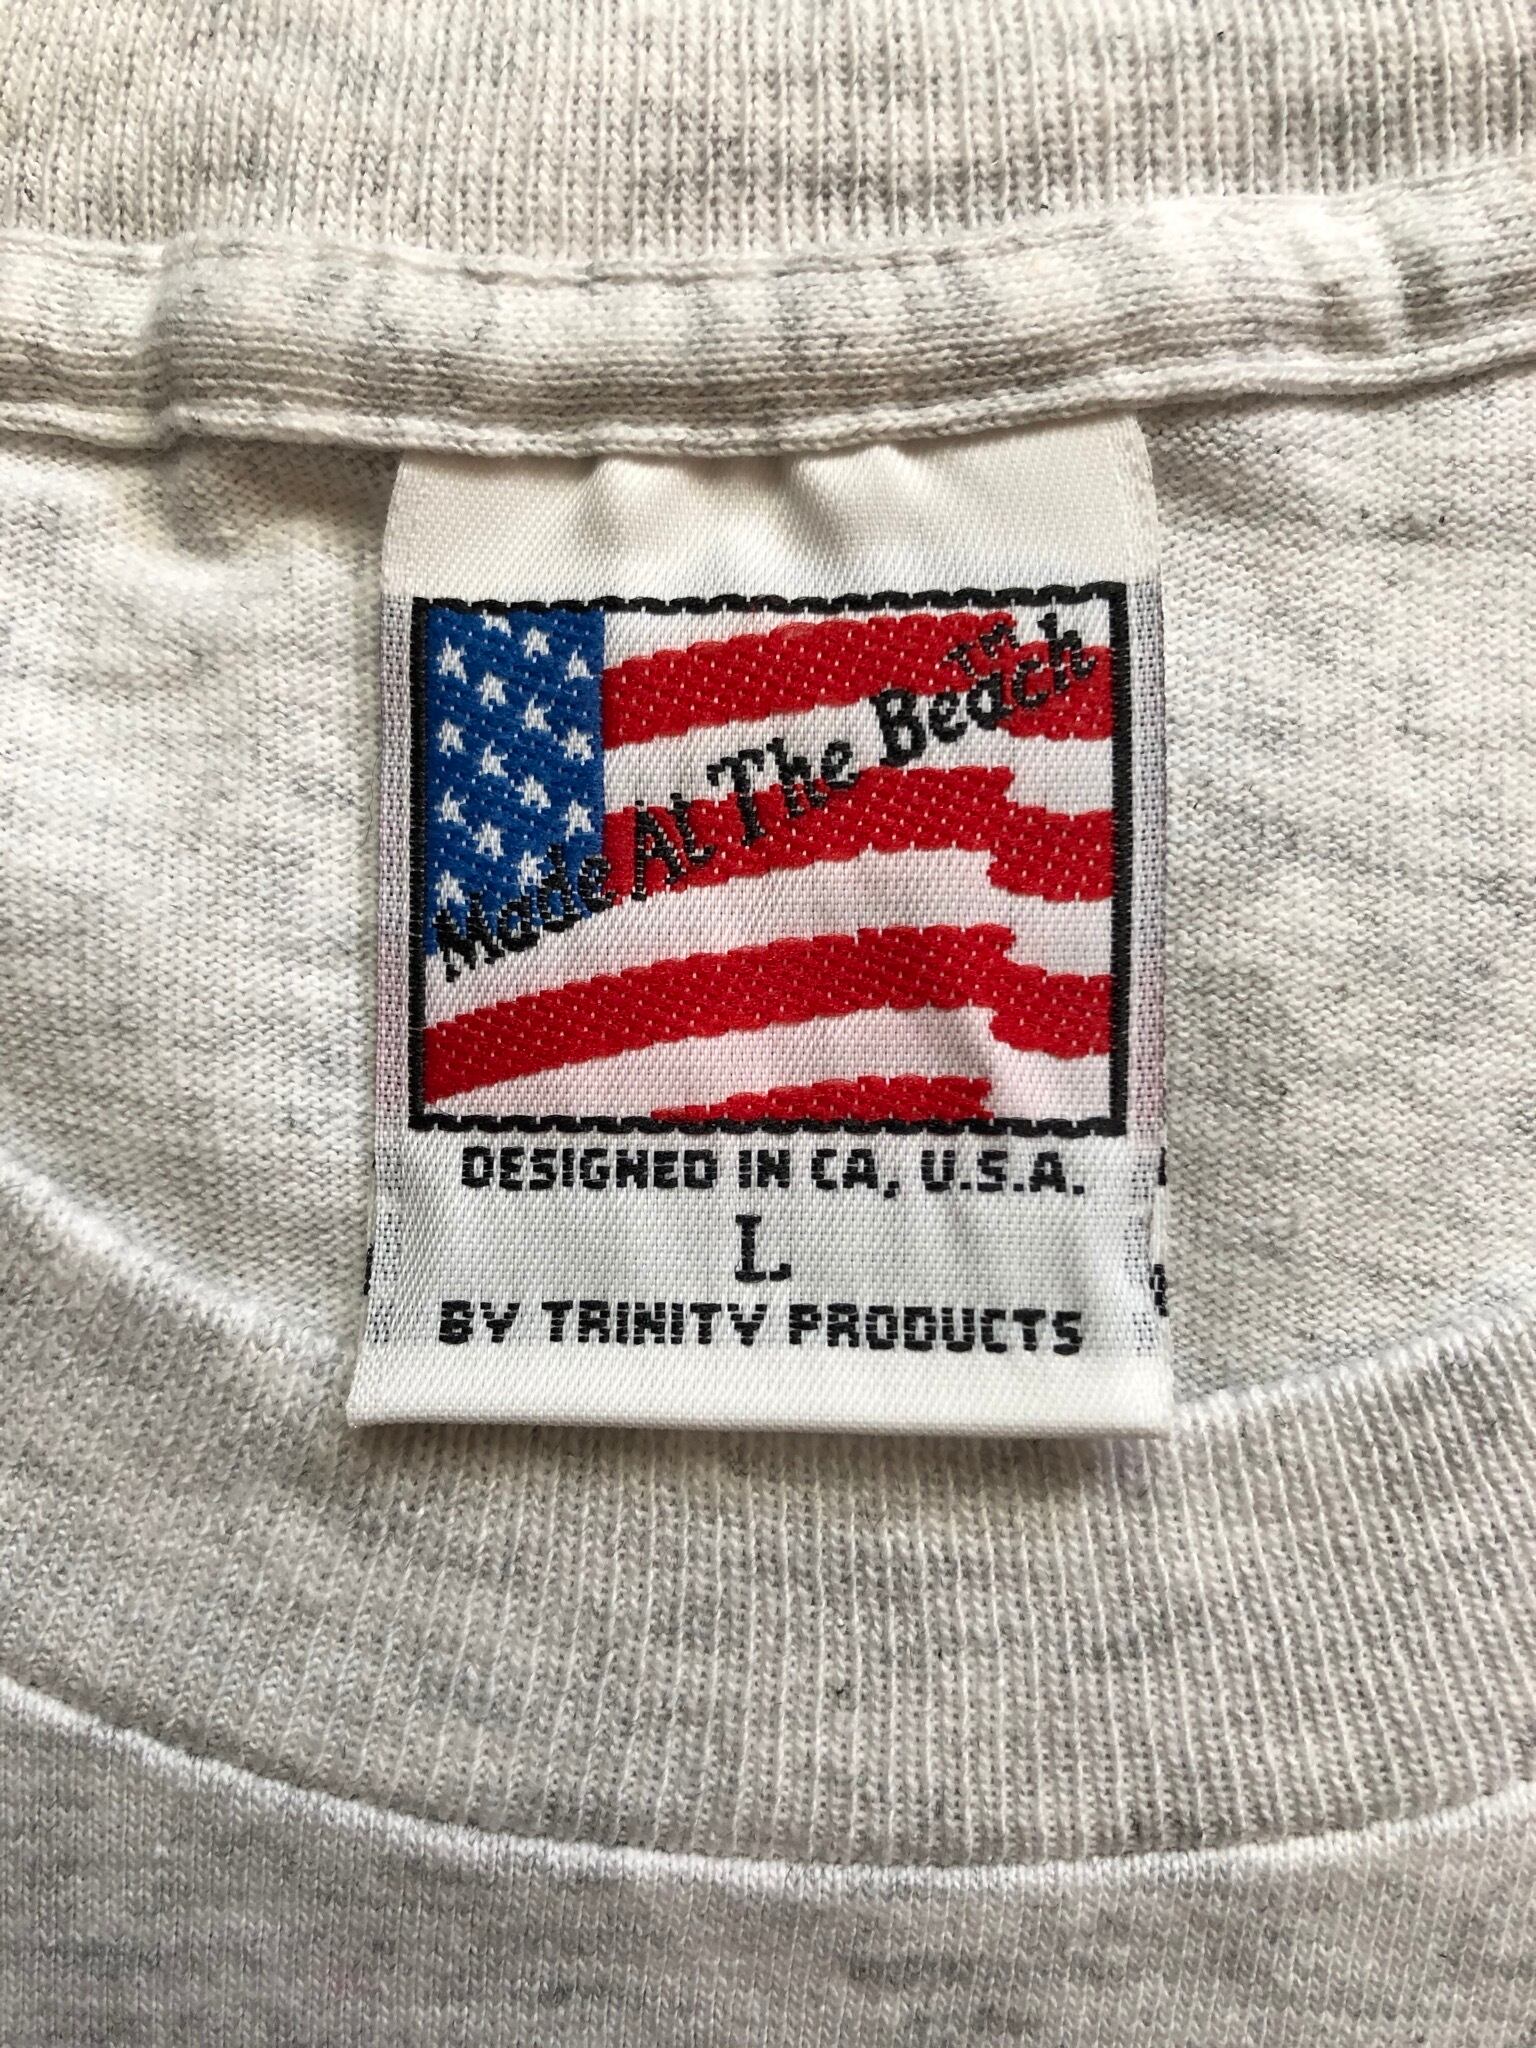 Made At The Beach TM
DESIGNED IN CA, U.S.A.
L
BY TRINITY PRODUCTS